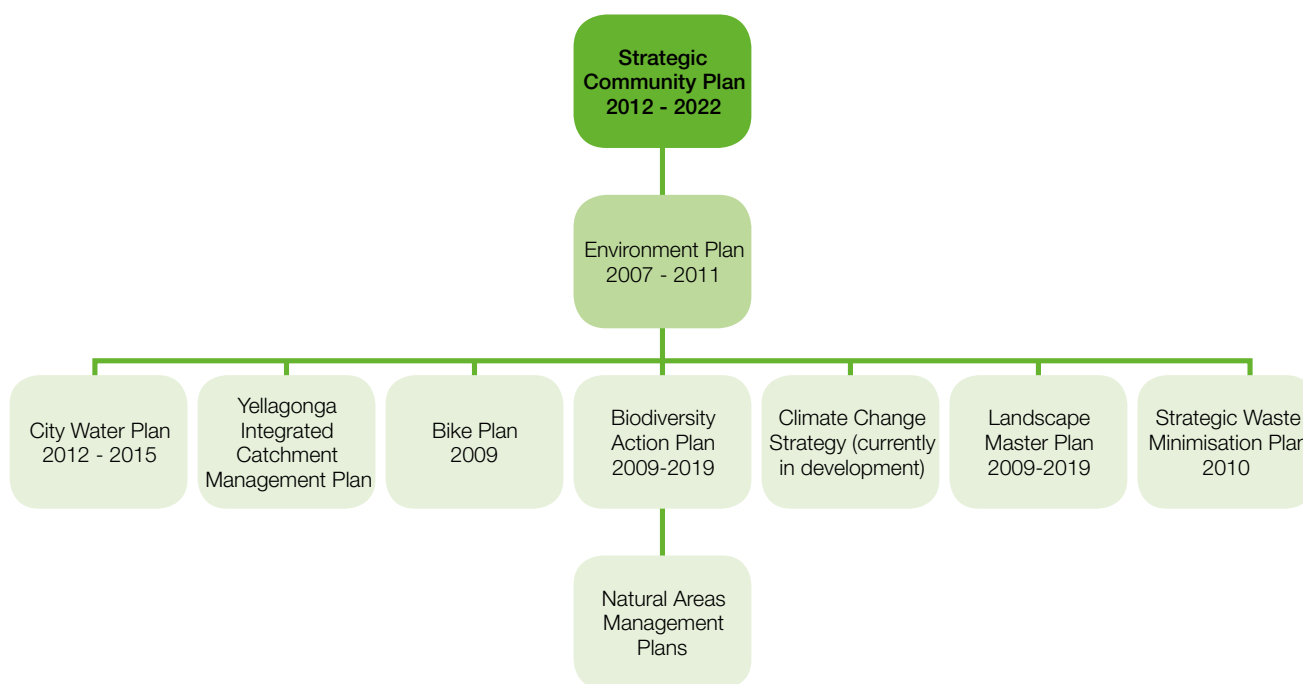 Strategic
Community Plan
2012 - 2022
Environment Plan
2007 - 2011
City Water Plan
2012 - 2015
Yellagonga
Integrated
Catchment
Management Plan
Bike Plan
2009
Biodiversity
Action Plan
2009-2019
Climate Change
Strategy (currently
in development)
Landscape
Master Plan
2009-2019
Strategic Waste
Minimisation Plan
2010
Natural Areas
Management
Plans